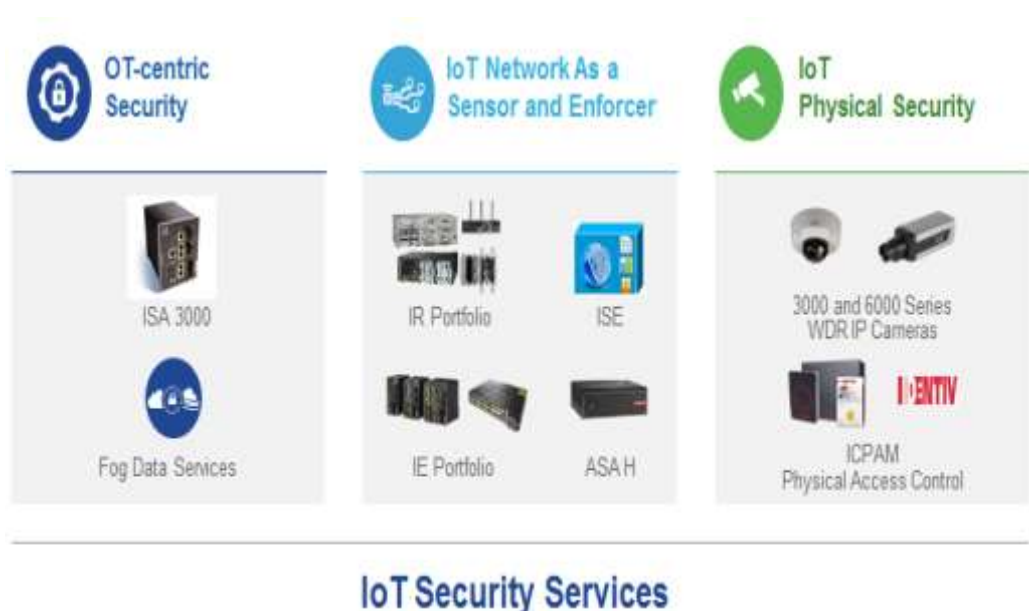 OT-centric
Security
IoT Network As a
Sensor and Enforcer
IoT
Physical Security
ISA 3000
Fog Data Services
IR Portfolio
ISE
IE Portfolio
ASA H
3000 and 6000 Series
WDR IP Cameras
IDENTIV
ICPAM
Physical Access Control
IoT Security Services